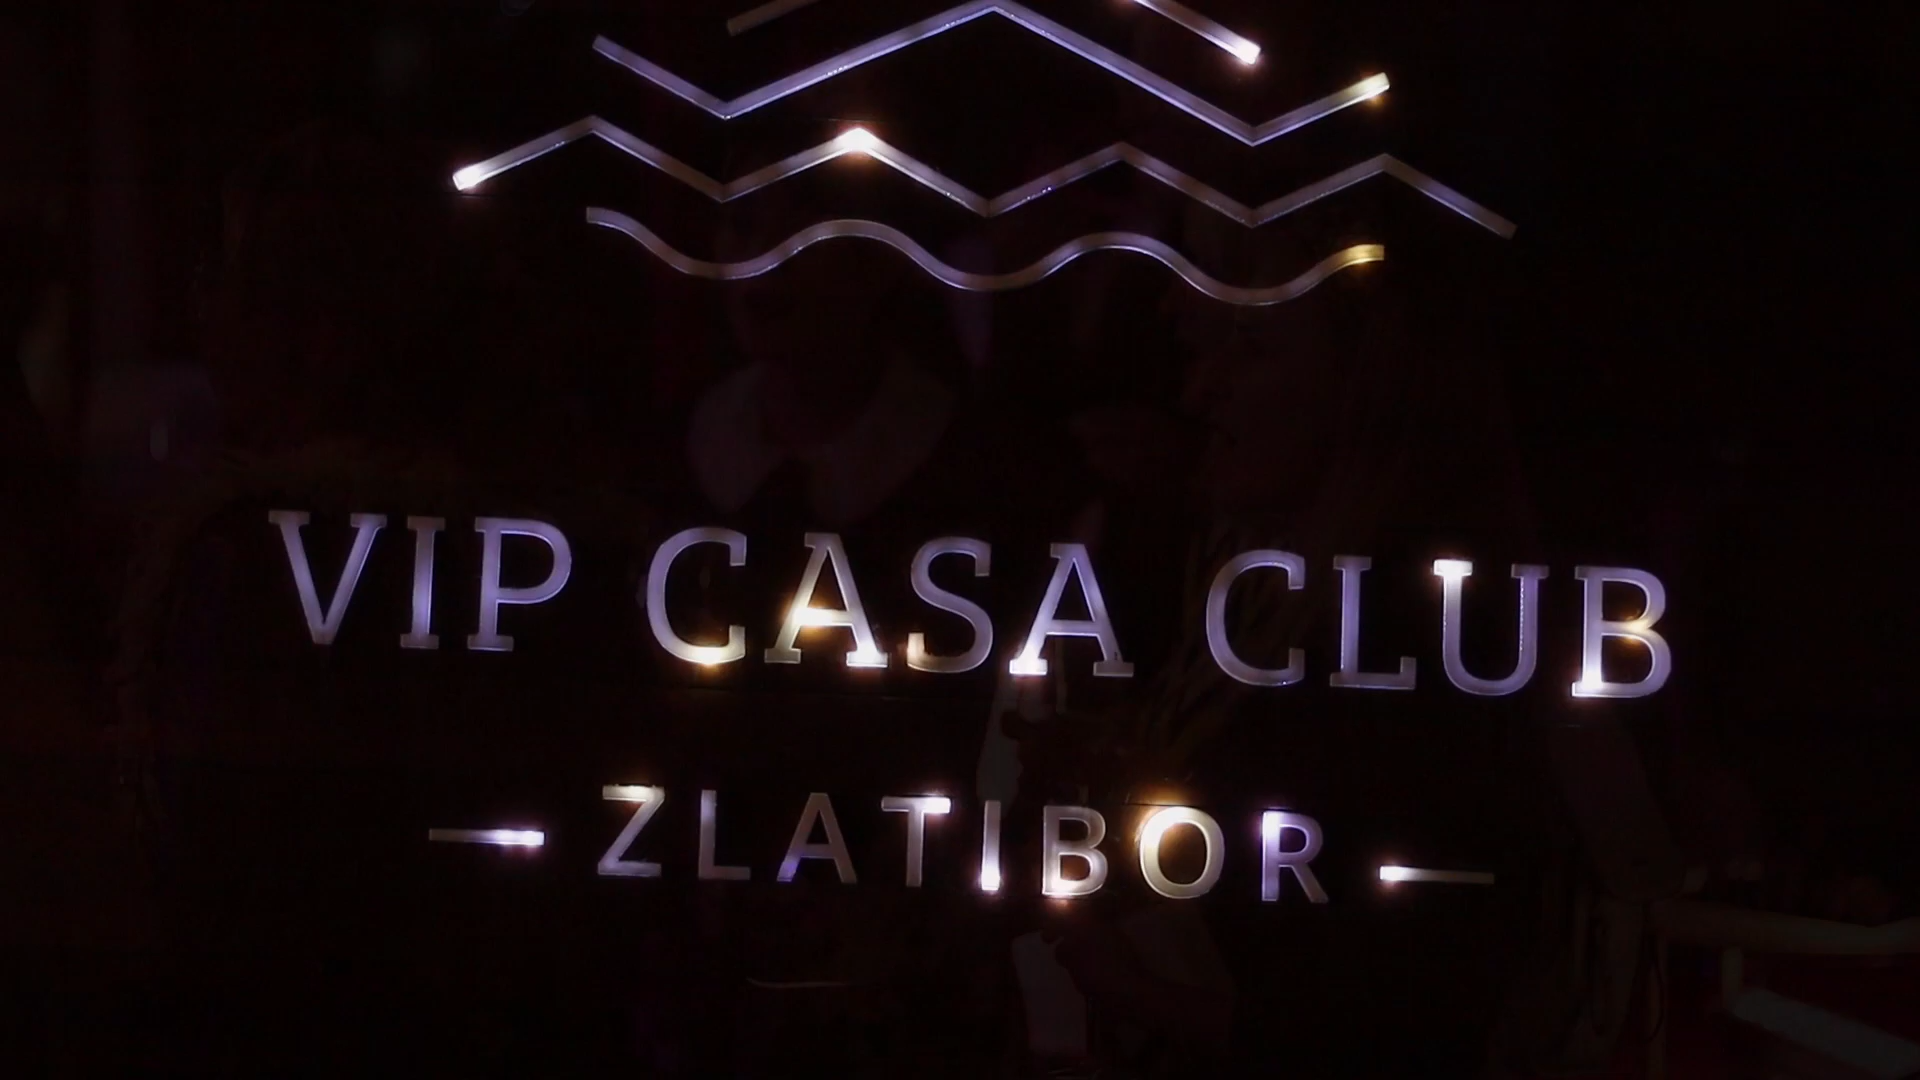 VIP CASA CLUB
— ZLATIBOR —